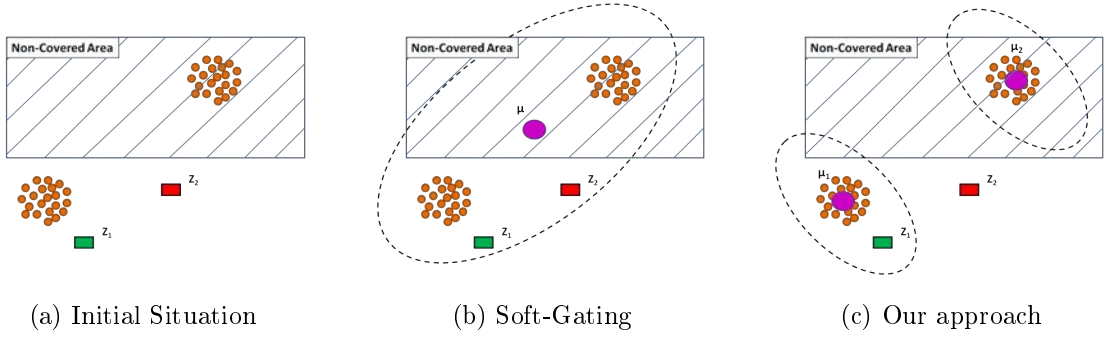 Non-Covered Area
z₂
z₁
(a) Initial Situation
Non-Covered Area
μ
z₂
z₁
(b) Soft-Gating
Non-Covered Area
μ₂
μ₁
z₂
z₁
(c) Our approach